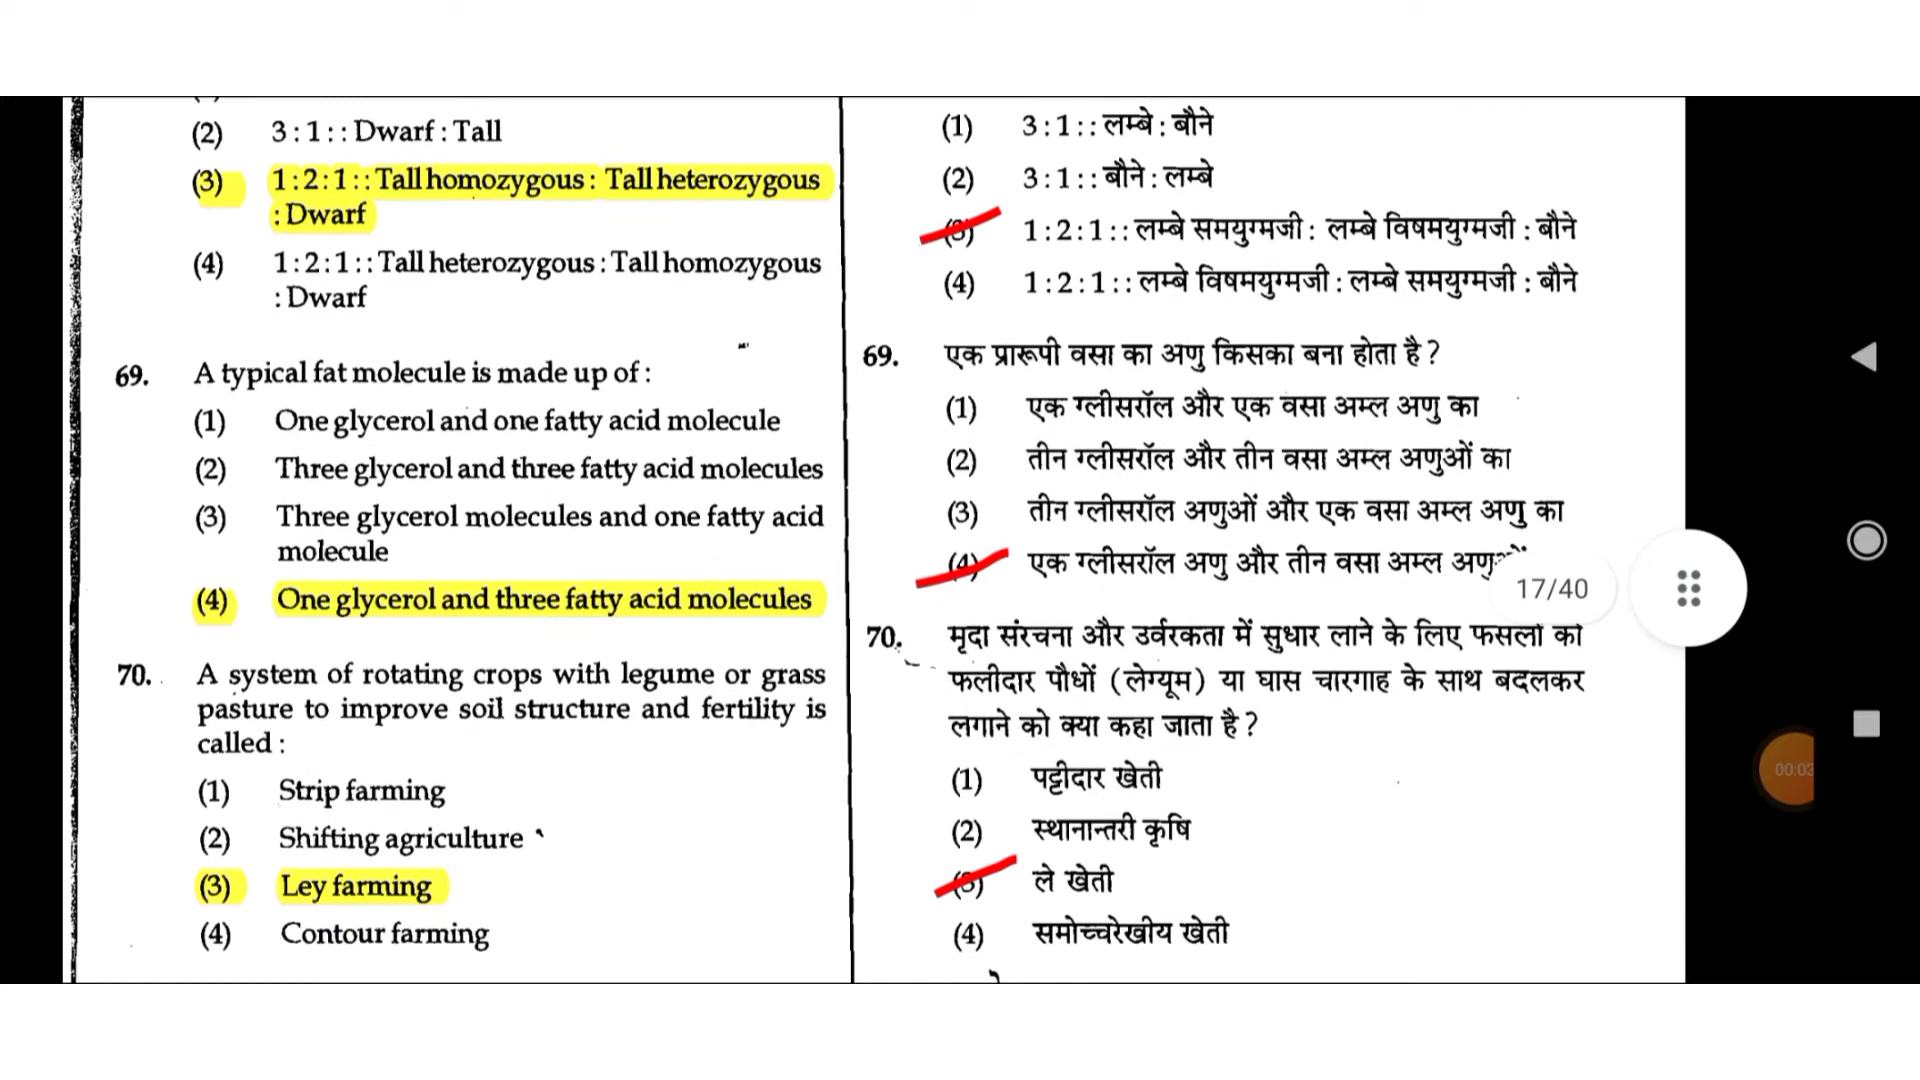 (2) 3 : 1 : : Dwarf : Tall
(3) 1 : 2 : 1 : : Tall homozygous : Tall heterozygous
: Dwarf
(4) 1 : 2 : 1 : : Tall heterozygous : Tall homozygous
: Dwarf
69. A typical fat molecule is made up of :
(1) One glycerol and one fatty acid molecule
(2) Three glycerol and three fatty acid molecules
(3) Three glycerol molecules and one fatty acid
molecule
(4) One glycerol and three fatty acid molecules
70. A system of rotating crops with legume or grass
pasture to improve soil structure and fertility is
called :
(1) Strip farming
(2) Shifting agriculture
(3) Ley farming
(4) Contour farming
(1) 3 : 1 : : लम्बे : बौने
(2) 3 : 1 : : बौने : लम्बे
(3) 1 : 2 : 1 : : लम्बे समयुग्मजी : लम्बे विषमयुग्मजी : बौने
(4) 1 : 2 : 1 : : लम्बे विषमयुग्मजी : लम्बे समयुग्मजी : बौने
69. एक प्रारूपी वसा का अणु किसका बना होता है ?
(1) एक ग्लीसरॉल और एक वसा अम्ल अणु का
(2) तीन ग्लीसरॉल और तीन वसा अम्ल अणुओं का
(3) तीन ग्लीसरॉल अणुओं और एक वसा अम्ल अणु का
(4) एक ग्लीसरॉल अणु और तीन वसा अम्ल
17/40
70. मृदा संरचना और उर्वरकता में सुधार लाने के लिए फसलों को
फलीदार पौधों (लेग्यूम) या घास चारगाह के साथ बदलकर
लगाने को क्या कहा जाता है ?
(1) पट्टीदार खेती
(2) स्थानान्तरी कृषि
(3) ले खेती
(4) समोच्चरेखीय खेती
00:03